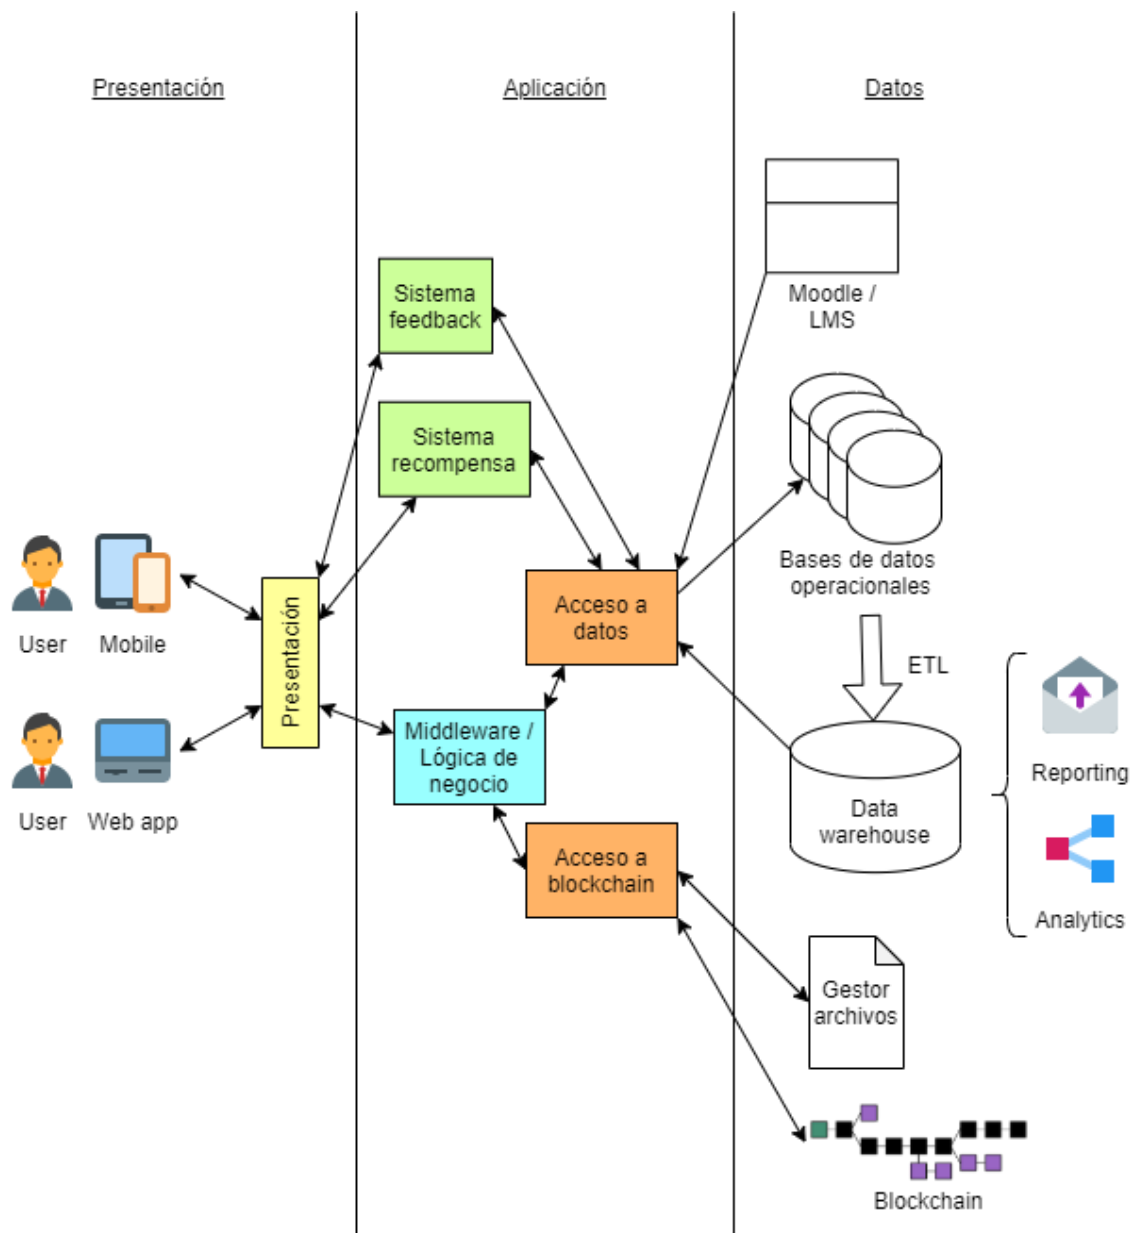 Presentación
Aplicación
Datos
Moodle /
LMS
Sistema
feedback
Sistema
recompensa
Bases de datos
operacionales
User
Mobile
Presentación
Acceso a
datos
ETL
Middleware /
Lógica de
negocio
Reporting
User
Web app
Data
warehouse
Acceso a
blockchain
Analytics
Gestor
archivos
Blockchain